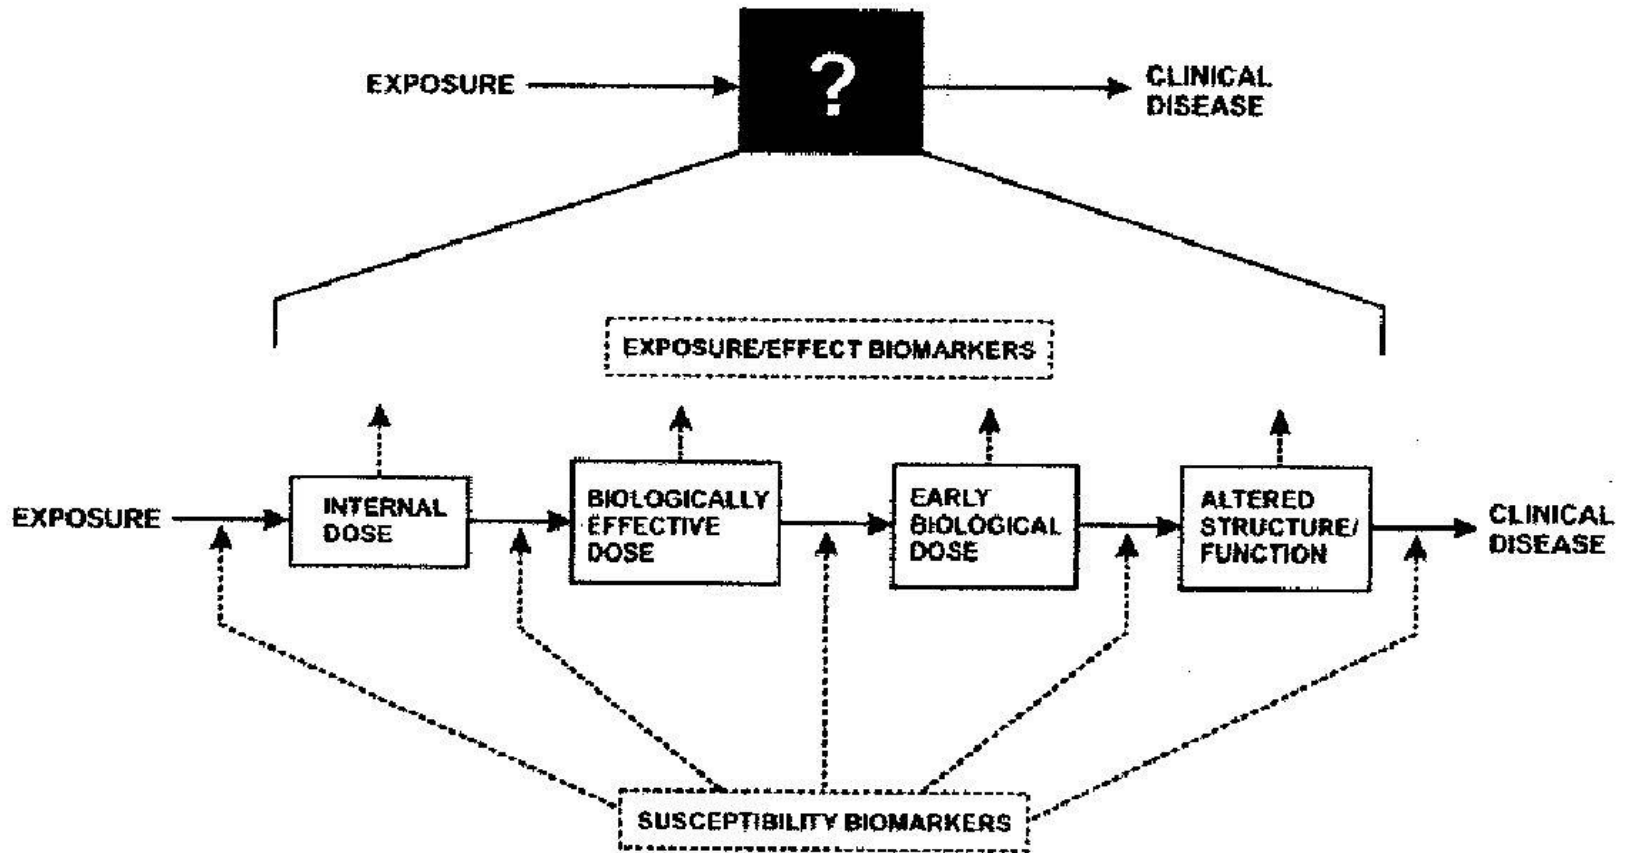 EXPOSURE
?
CLINICAL
DISEASE
EXPOSURE/EFFECT BIOMARKERS
EXPOSURE
INTERNAL
DOSE
BIOLOGICALLY
EFFECTIVE
DOSE
EARLY
BIOLOGICAL
DOSE
ALTERED
STRUCTURE/
FUNCTION
CLINICAL
DISEASE
SUSCEPTIBILITY BIOMARKERS